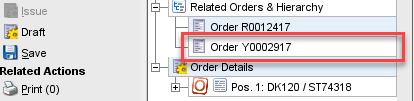 Issue
Draft
Save
Related Actions
Print (0)
Related Orders & Hierarchy
Order R0012417
Order Y0002917
Order Details
Pos. 1: DK120 / ST74318